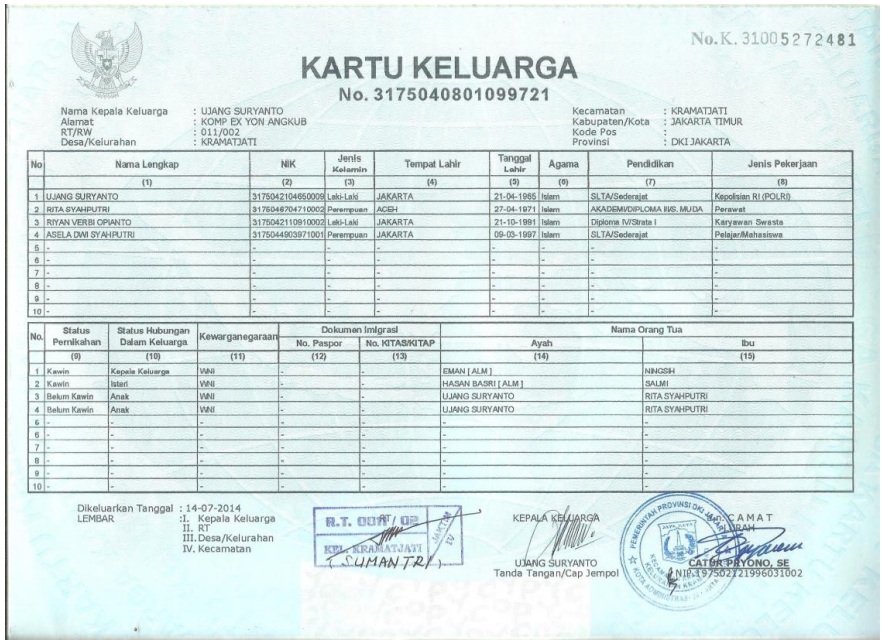 No.K. 31005272481
KARTU KELUARGA
No. 3175040801099721
Nama Kepala Keluarga : UJANG SURYANTO Kecamatan : KRAMATJATI
Alamat : KOMP EX YON ANGKUB Kabupaten/Kota : JAKARTA TIMUR
RT/RW : 011/002 Kode Pos :
Desa/Kelurahan : KRAMATJATI Provinsi : DKI JAKARTA
No Nama Lengkap NIK Jenis Kelamin Tempat Lahir Tanggal Lahir Agama Pendidikan Jenis Pekerjaan
(1) (2) (3) (4) (5) (6) (7) (8)
1 UJANG SURYANTO 3175042104650009 Laki-Laki JAKARTA 21-04-1965 Islam SLTA/Sederajat Kepolisian RI (POLRI)
2 RITA SYAHPUTRI 3175046704710002 Perempuan ACEH 27-04-1971 Islam AKADEMI/DIPLOMA III/S. MUDA Perawat
3 RIYAN VERBI OPIANTO 3175042110910002 Laki-Laki JAKARTA 21-10-1991 Islam Diploma IV/Strata I Karyawan Swasta
4 ASELA DWI SYAHPUTRI 3175044903971001 Perempuan JAKARTA 09-03-1997 Islam SLTA/Sederajat Pelajar/Mahasiswa
5 - - - - - - - -
6 - - - - - - - -
7 - - - - - - - -
8 - - - - - - - -
9 - - - - - - - -
10 - - - - - - - -
No. Status Pernikahan Status Hubungan Dalam Keluarga Kewarganegaraan Dokumen Imigrasi Nama Orang Tua
No. Paspor No. KITAS/KITAP Ayah Ibu
(9) (10) (11) (12) (13) (14) (15)
1 Kawin Kepala Keluarga WNI - - EMAN [ ALM ] NINGSIH
2 Kawin Isteri WNI - - HASAN BASRI [ ALM ] SALMI
3 Belum Kawin Anak WNI - - UJANG SURYANTO RITA SYAHPUTRI
4 Belum Kawin Anak WNI - - UJANG SURYANTO RITA SYAHPUTRI
5 - - - - - - -
6 - - - - - - -
7 - - - - - - -
8 - - - - - - -
9 - - - - - - -
10 - - - - - - -
Dikeluarkan Tanggal : 14-07-2014
LEMBAR : I. Kepala Keluarga
II. RT
III. Desa/Kelurahan
IV. Kecamatan
R.T. 0011 / 02
KEL. KRAMATJATI
JAKTIM IV
( SUMANTRI )
KEPALA KELUARGA
UJANG SURYANTO
Tanda Tangan/Cap Jempol
PEMERINTAH PROVINSI DKI JAKARTA
a.n. CAMAT
LURAH
CATUR PRYONO, SE
NIP. 197502121996031002